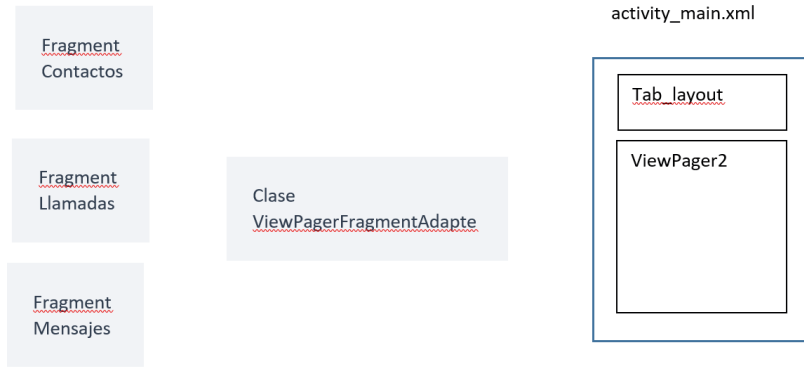 activity_main.xml
Fragment
Contactos
Tab_layout
ViewPager2
Fragment
Llamadas
Clase
ViewPagerFragmentAdapte
Fragment
Mensajes